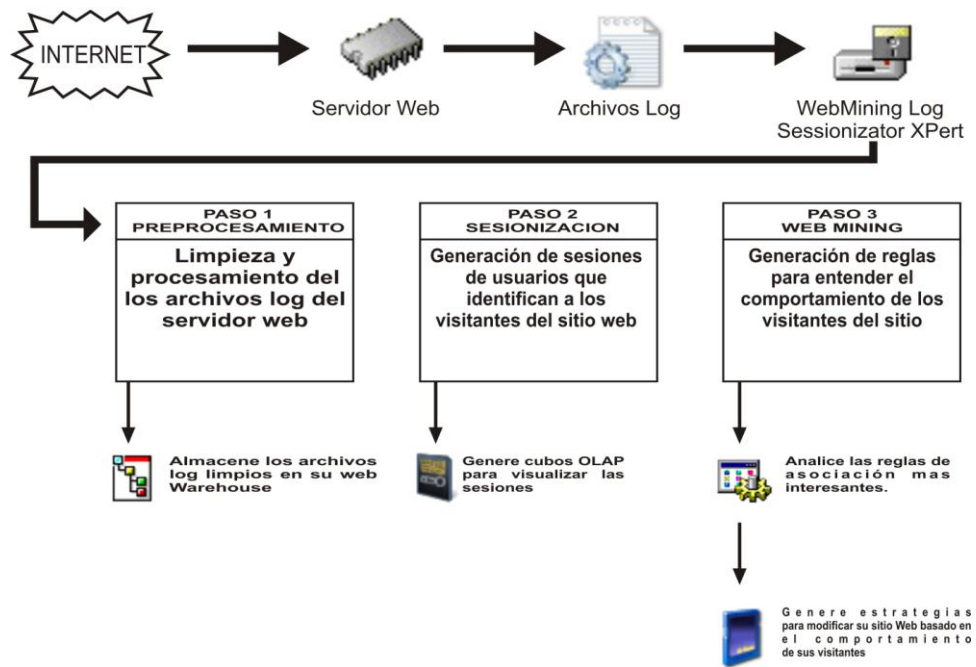 INTERNET
Servidor Web
Archivos Log
WebMining Log
Sessionizator XPert
PASO 1
PREPROCESAMIENTO
Limpieza y
procesamiento del
los archivos log del
servidor web
PASO 2
SESIONIZACION
Generación de sesiones
de usuarios que
identifican a los
visitantes del sitio web
PASO 3
WEB MINING
Generación de reglas
para entender el
comportamiento de los
visitantes del sitio
Almacene los archivos
log limpios en su web
Warehouse
Genere cubos OLAP
para visualizar las
sesiones
Analice las reglas de
asociación mas
interesantes.
Genere estrategias
para modificar su sitio Web basado en
el comportamiento
de sus visitantes